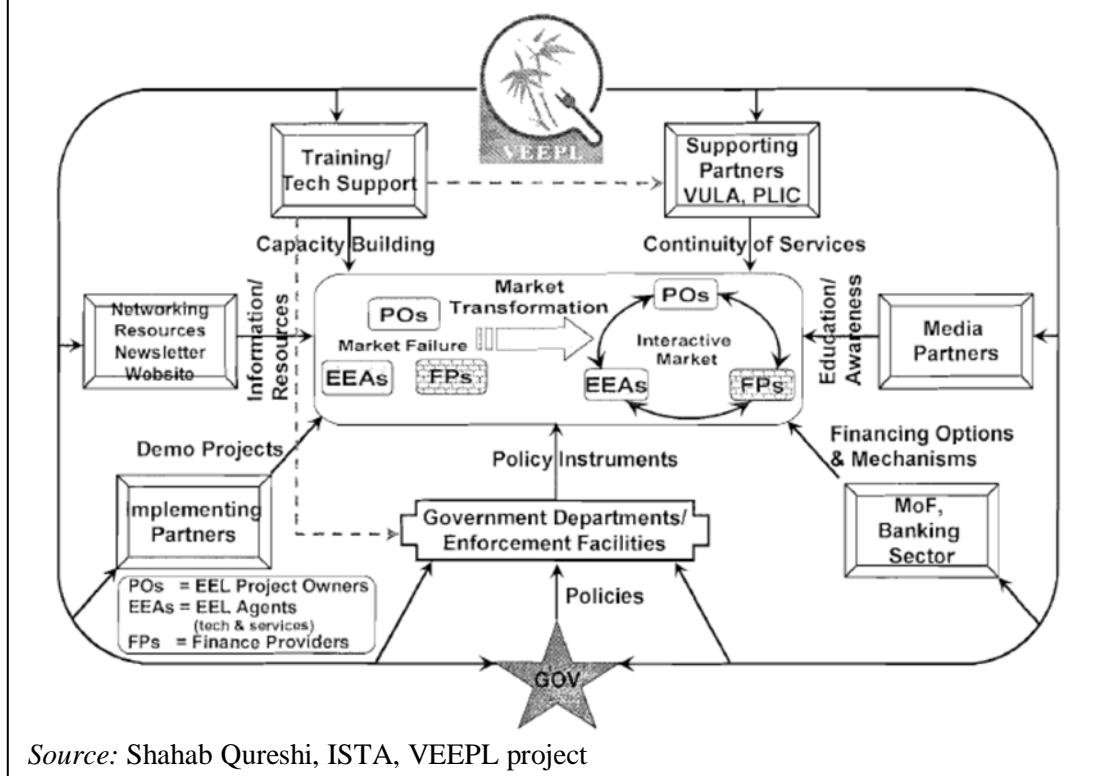 VEEPL
Training/
Tech Support
Supporting
Partners
VULA, PLIC
Capacity Building
Continuity of Services
Networking
Resources
Newsletter
Wobsito
Information/
Resources
POs
Market Failure
EEAs
FPs
Market
Transformation
POs
Interactive
Market
EEAs
FPs
Education/
Awareness
Media
Partners
Demo Projects
Implementing
Partners
Policy Instruments
Government Departments/
Enforcement Facilities
Financing Options
& Mechanisms
MoF,
Banking
Sector
POs = EEL Project Owners
EEAs = EEL Agents
(tech & services)
FPs = Finance Providers
Policies
GOV
Source: Shahab Qureshi, ISTA, VEEPL project